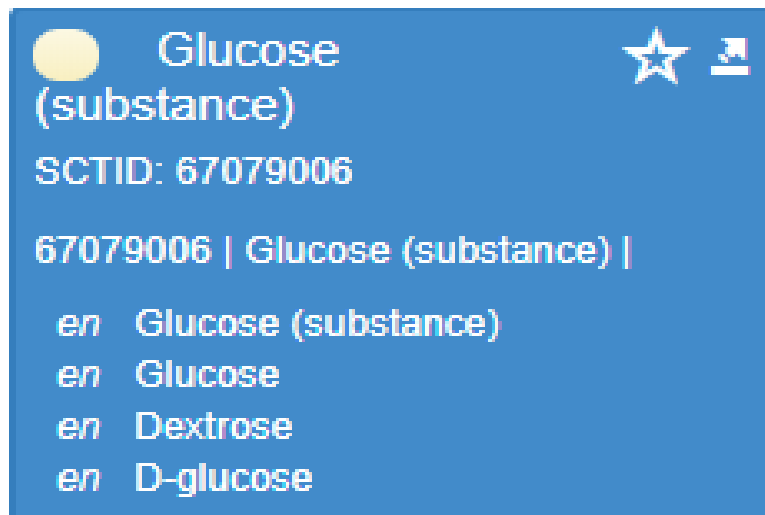 Glucose
(substance)
SCTID: 67079006
67079006 | Glucose (substance) |
en Glucose (substance)
en Glucose
en Dextrose
en D-glucose